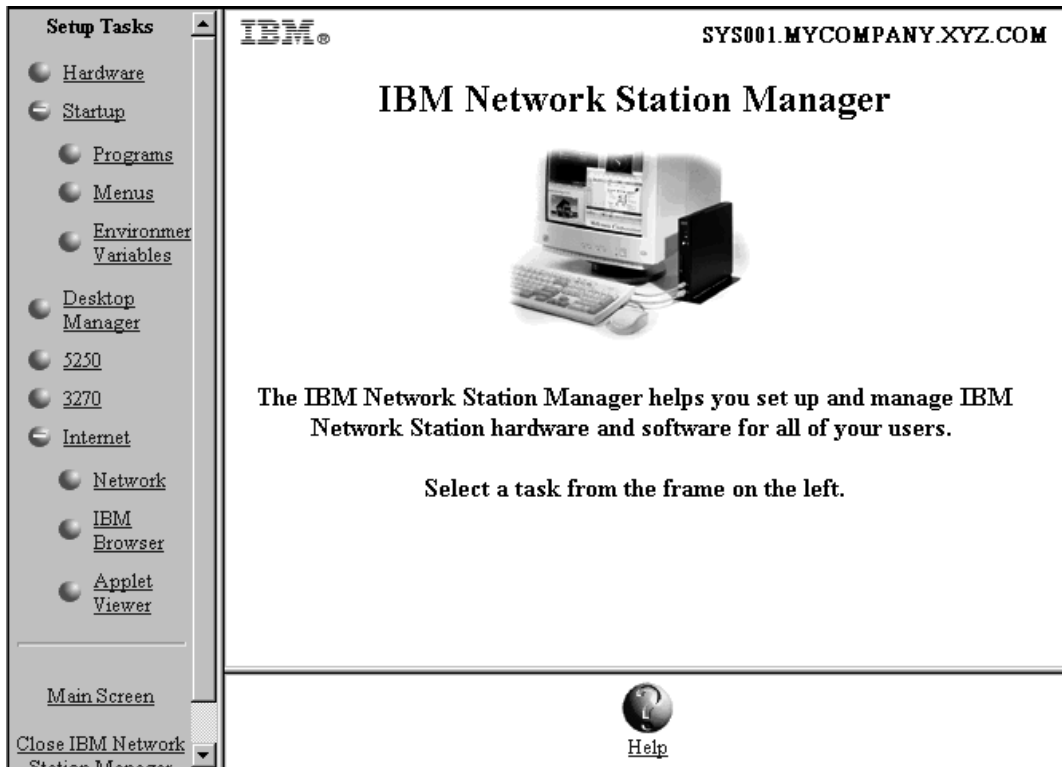 Setup Tasks
Hardware
Startup
Programs
Menus
Environmer
Variables
Desktop
Manager
5250
3270
Internet
Network
IBM
Browser
Applet
Viewer
Main Screen
Close IBM Network
Station Manager
IBM®
SYS001.MYCOMPANY.XYZ.COM
IBM Network Station Manager
The IBM Network Station Manager helps you set up and manage IBM
Network Station hardware and software for all of your users.
Select a task from the frame on the left.
Help